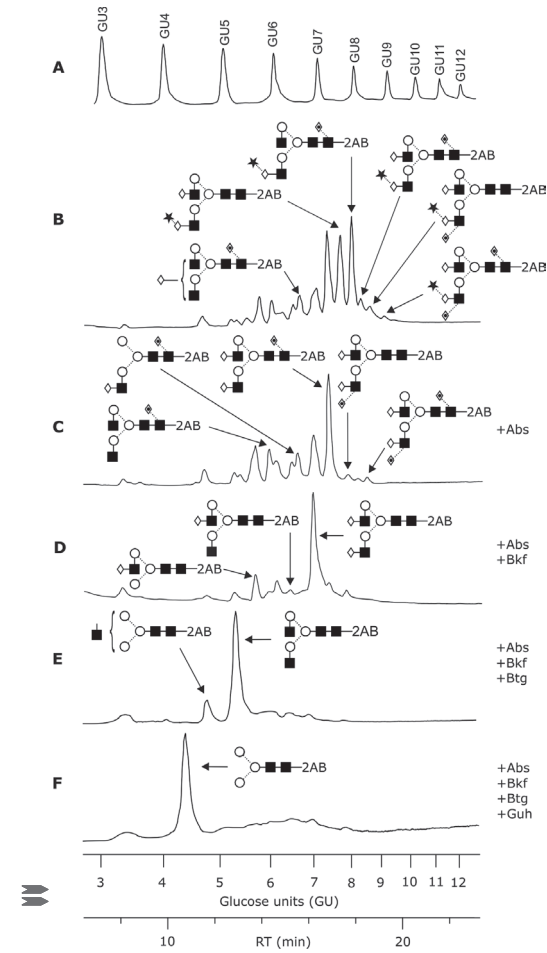 GU3 GU4 GU5 GU6 GU7 GU8 GU9 GU10 GU11 GU12
A
2AB
2AB
2AB
2AB
B
2AB
2AB
2AB 2AB 2AB
C
2AB
2AB
+Abs
2AB
2AB
D
2AB
+Abs
+Bkf
2AB
2AB
E
+Abs
+Bkf
+Btg
F
2AB
+Abs
+Bkf
+Btg
+Guh
3 4 5 6 7 8 9 10 11 12
Glucose units (GU)
10 RT (min) 20